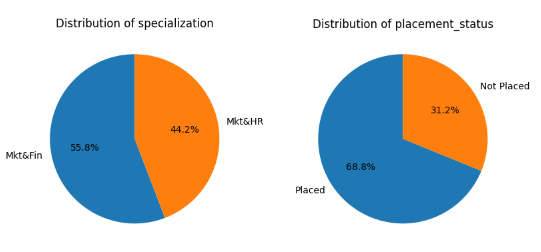 Distribution of specialization
Mkt&Fin
55.8%
44.2%
Mkt&HR
Distribution of placement_status
Not Placed
31.2%
68.8%
Placed